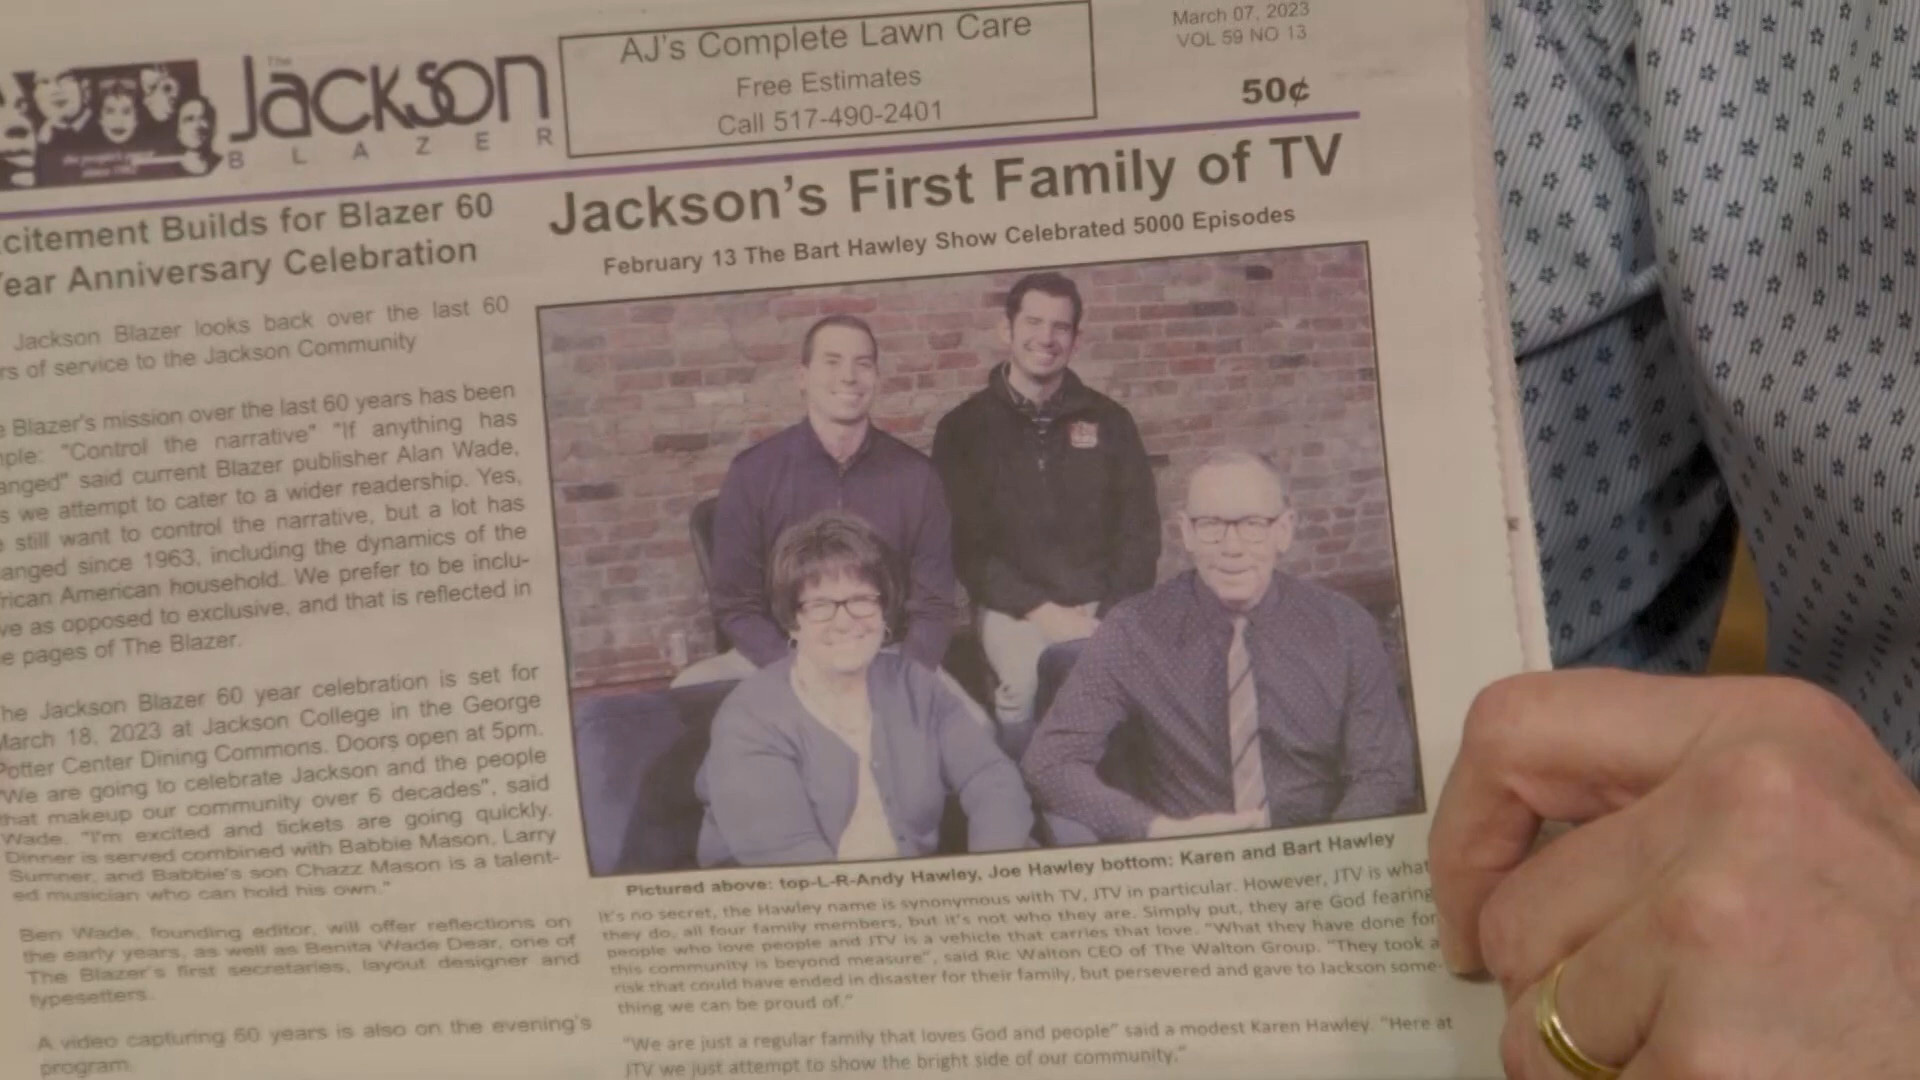 The
Jackson
BLAZER
AJ's Complete Lawn Care
Free Estimates
Call 517-490-2401
March 07, 2023
VOL 59 NO 13
50¢
citement Builds for Blazer 60
ear Anniversary Celebration
Jackson Blazer looks back over the last 60
rs of service to the Jackson Community
e Blazer's mission over the last 60 years has been
mple: "Control the narrative" "If anything has
anged" said current Blazer publisher Alan Wade,
s we attempt to cater to a wider readership. Yes,
e still want to control the narrative, but a lot has
anged since 1963, including the dynamics of the
rican American household. We prefer to be inclu-
ve as opposed to exclusive, and that is reflected in
e pages of The Blazer.
he Jackson Blazer 60 year celebration is set for
March 18, 2023 at Jackson College in the George
Potter Center Dining Commons. Doors open at 5pm.
"We are going to celebrate Jackson and the people
that makeup our community over 6 decades", said
Wade. "I'm excited and tickets are going quickly.
Dinner is served combined with Babbie Mason, Larry
Sumner, and Babbie's son Chazz Mason is a talent-
ed musician who can hold his own."
Ben Wade, founding editor, will offer reflections on
the early years, as well as Benita Wade Dear, one of
The Blazer's first secretaries, layout designer and
typesetters.
A video capturing 60 years is also on the evening's
program.
Jackson's First Family of TV
February 13 The Bart Hawley Show Celebrated 5000 Episodes
Pictured above: top-L-R-Andy Hawley, Joe Hawley bottom: Karen and Bart Hawley
It's no secret, the Hawley name is synonymous with TV, JTV in particular. However, JTV is what
they do, all four family members, but it's not who they are. Simply put, they are God fearing
people who love people and JTV is a vehicle that carries that love. "What they have done for
this community is beyond measure", said Ric Walton CEO of The Walton Group. "They took a
risk that could have ended in disaster for their family, but persevered and gave to Jackson some-
thing we can be proud of."
"We are just a regular family that loves God and people" said a modest Karen Hawley. "Here at
JTV we just attempt to show the bright side of our community."